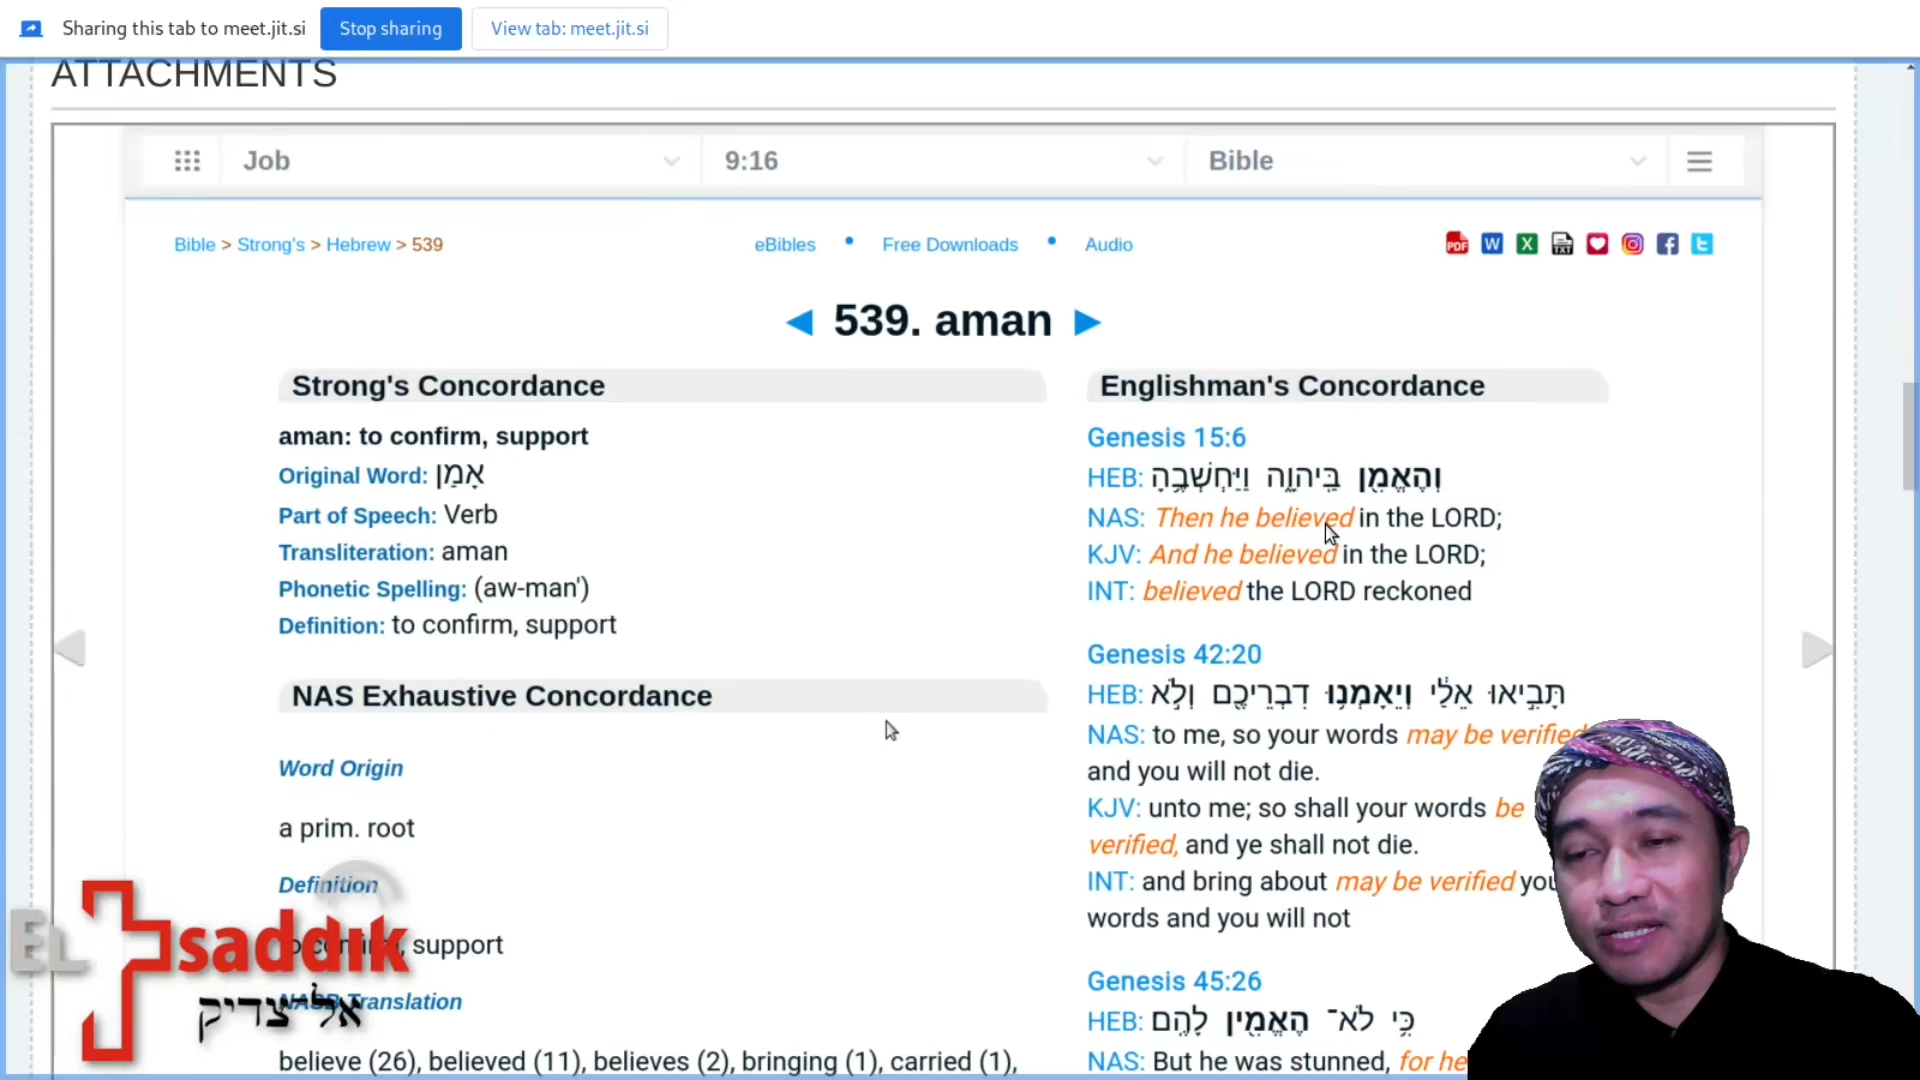 Sharing this tab to meet.jit.si
Stop sharing
View tab: meet.jit.si
ATTACHMENTS
Job
9:16
Bible
Bible > Strong's > Hebrew > 539
eBibles • Free Downloads • Audio
◄ 539. aman ►
Strong's Concordance
aman: to confirm, support
Original Word: אָמַן
Part of Speech: Verb
Transliteration: aman
Phonetic Spelling: (aw-man')
Definition: to confirm, support
NAS Exhaustive Concordance
Word Origin
a prim. root
Definition
to confirm, support
NASB Translation
believe (26), believed (11), believes (2), bringing (1), carried (1),
Englishman's Concordance
Genesis 15:6
HEB: וְהֶאֱמִ֖ן בַּֽיהוָ֑ה וַיַּחְשְׁבֶ֥הָ
NAS: Then he believed in the LORD;
KJV: And he believed in the LORD;
INT: believed the LORD reckoned
Genesis 42:20
HEB: תָּבִ֣יאוּ אֵלַ֔י וְיֵאָמְנ֥וּ דִבְרֵיכֶ֖ם וְלֹ֣א
NAS: to me, so your words may be verified
and you will not die.
KJV: unto me; so shall your words be
verified, and ye shall not die.
INT: and bring about may be verified you
words and you will not
Genesis 45:26
HEB: כִּ֥י לֹא־ הֶאֱמִ֖ין לָהֶֽם
NAS: But he was stunned, for he
EL saddik
אל־צדיק